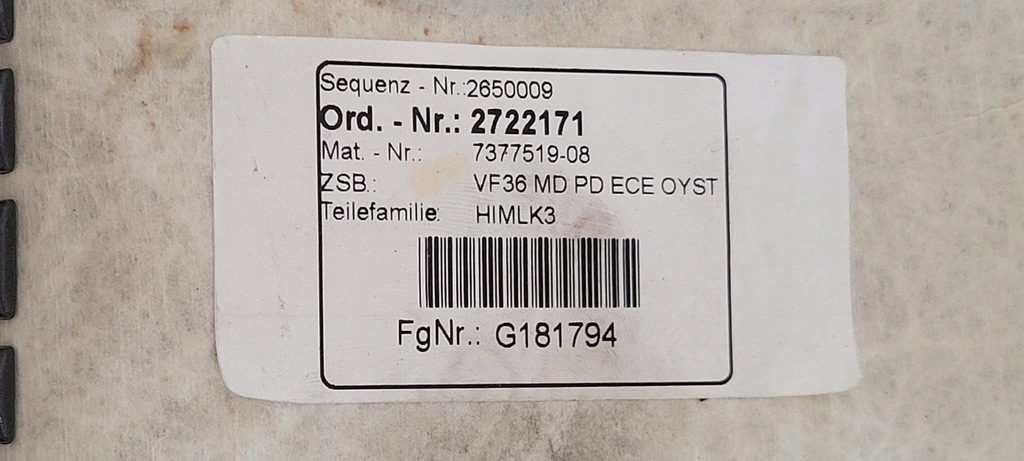 Sequenz - Nr.:2650009
Ord. - Nr.: 2722171
Mat. - Nr.: 7377519-08
ZSB.: VF36 MD PD ECE OYST
Teilefamilie: HIMLK3
FgNr.: G181794